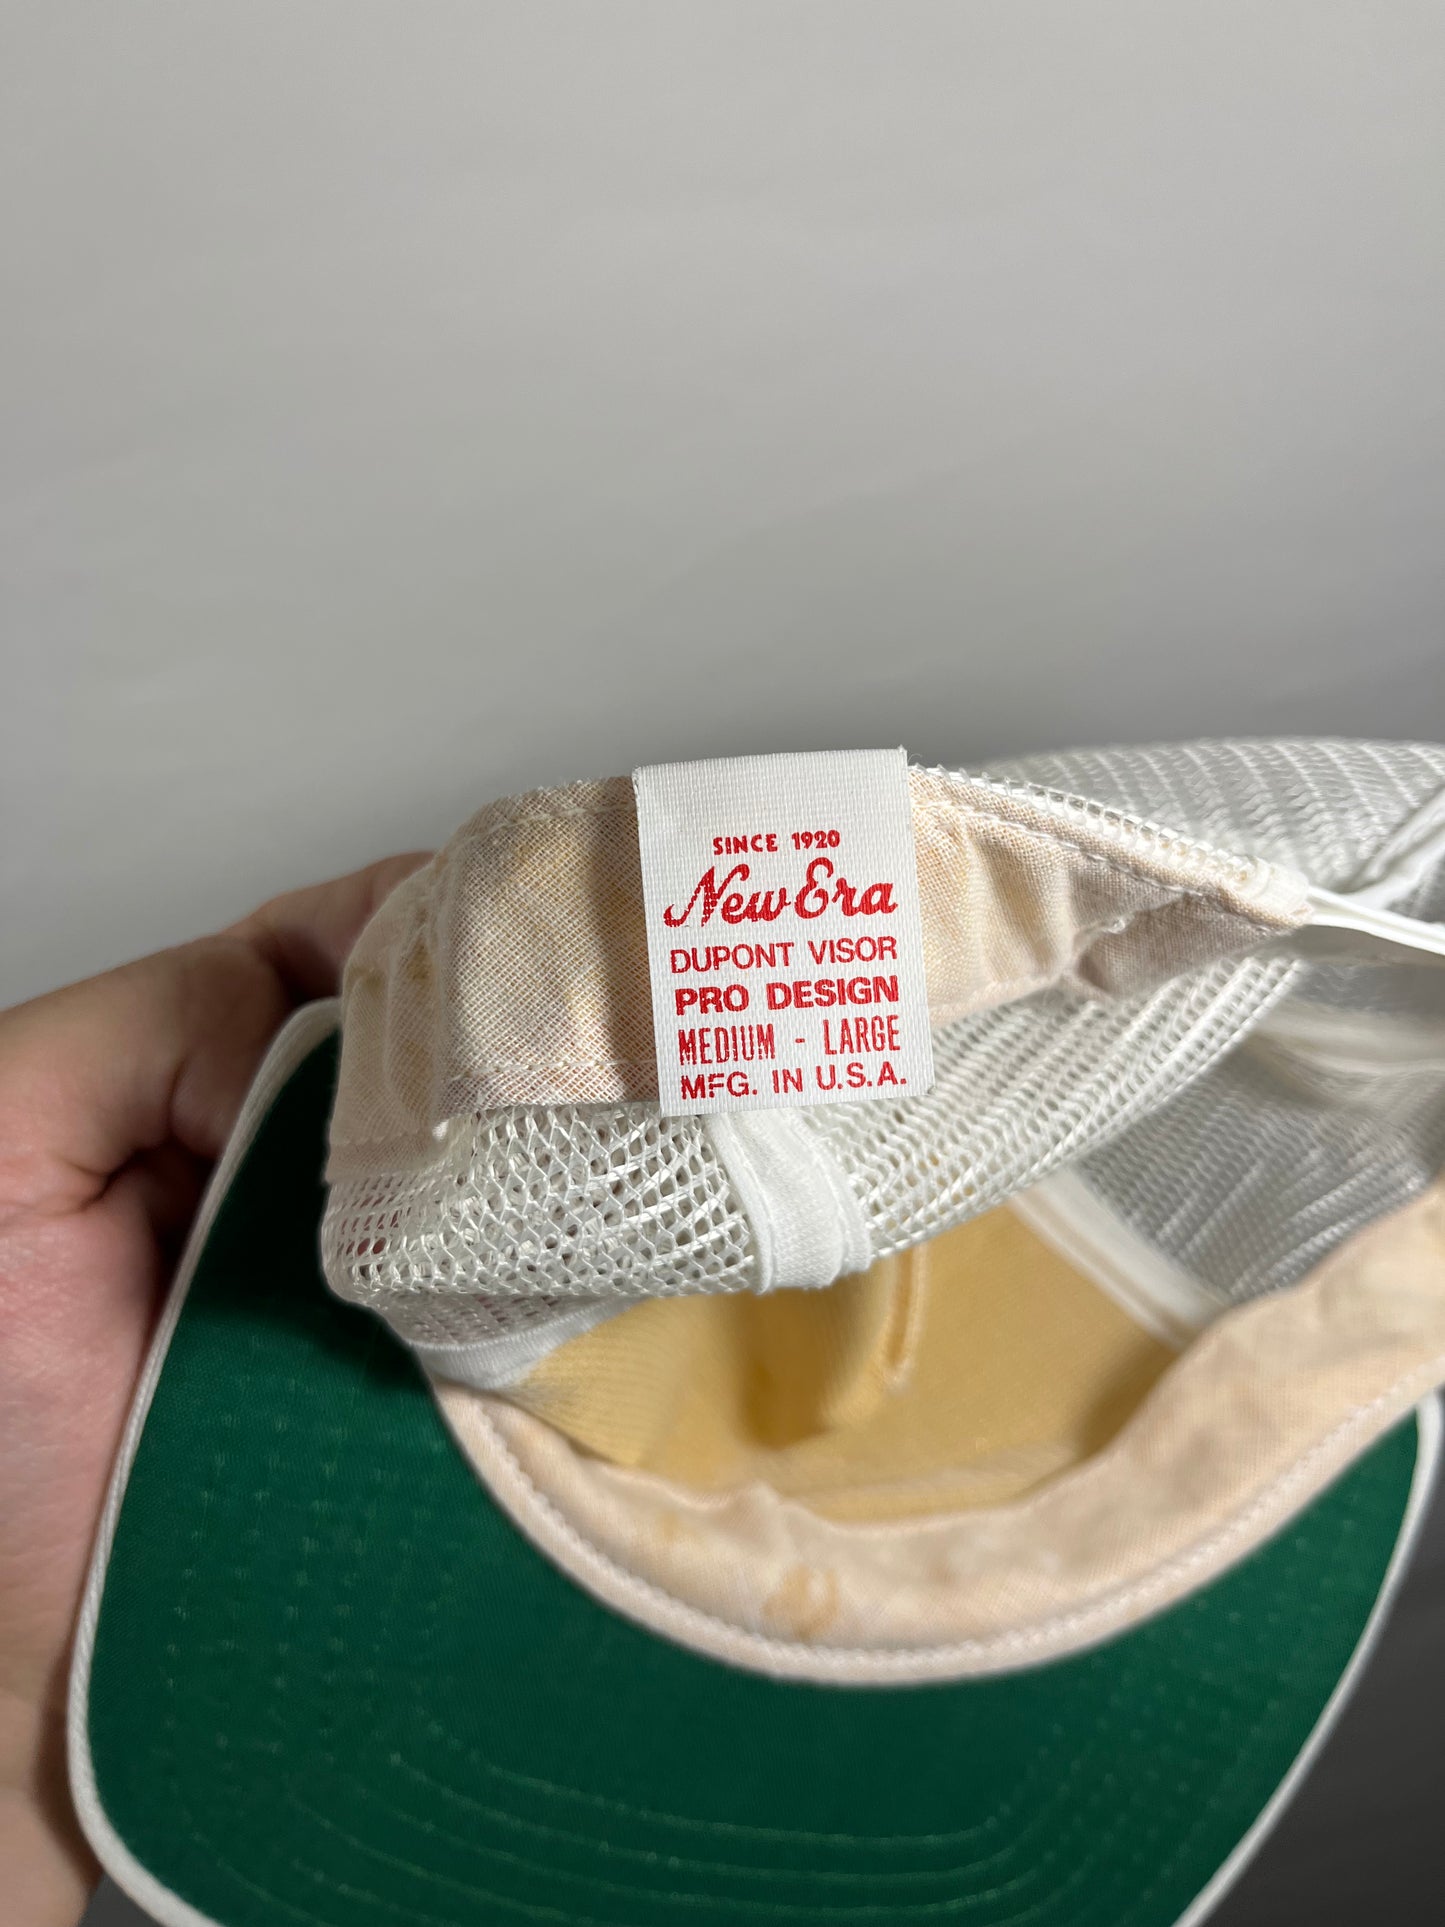 SINCE 1920
New Era
DUPONT VISOR
PRO DESIGN
MEDIUM - LARGE
MFG. IN U.S.A.